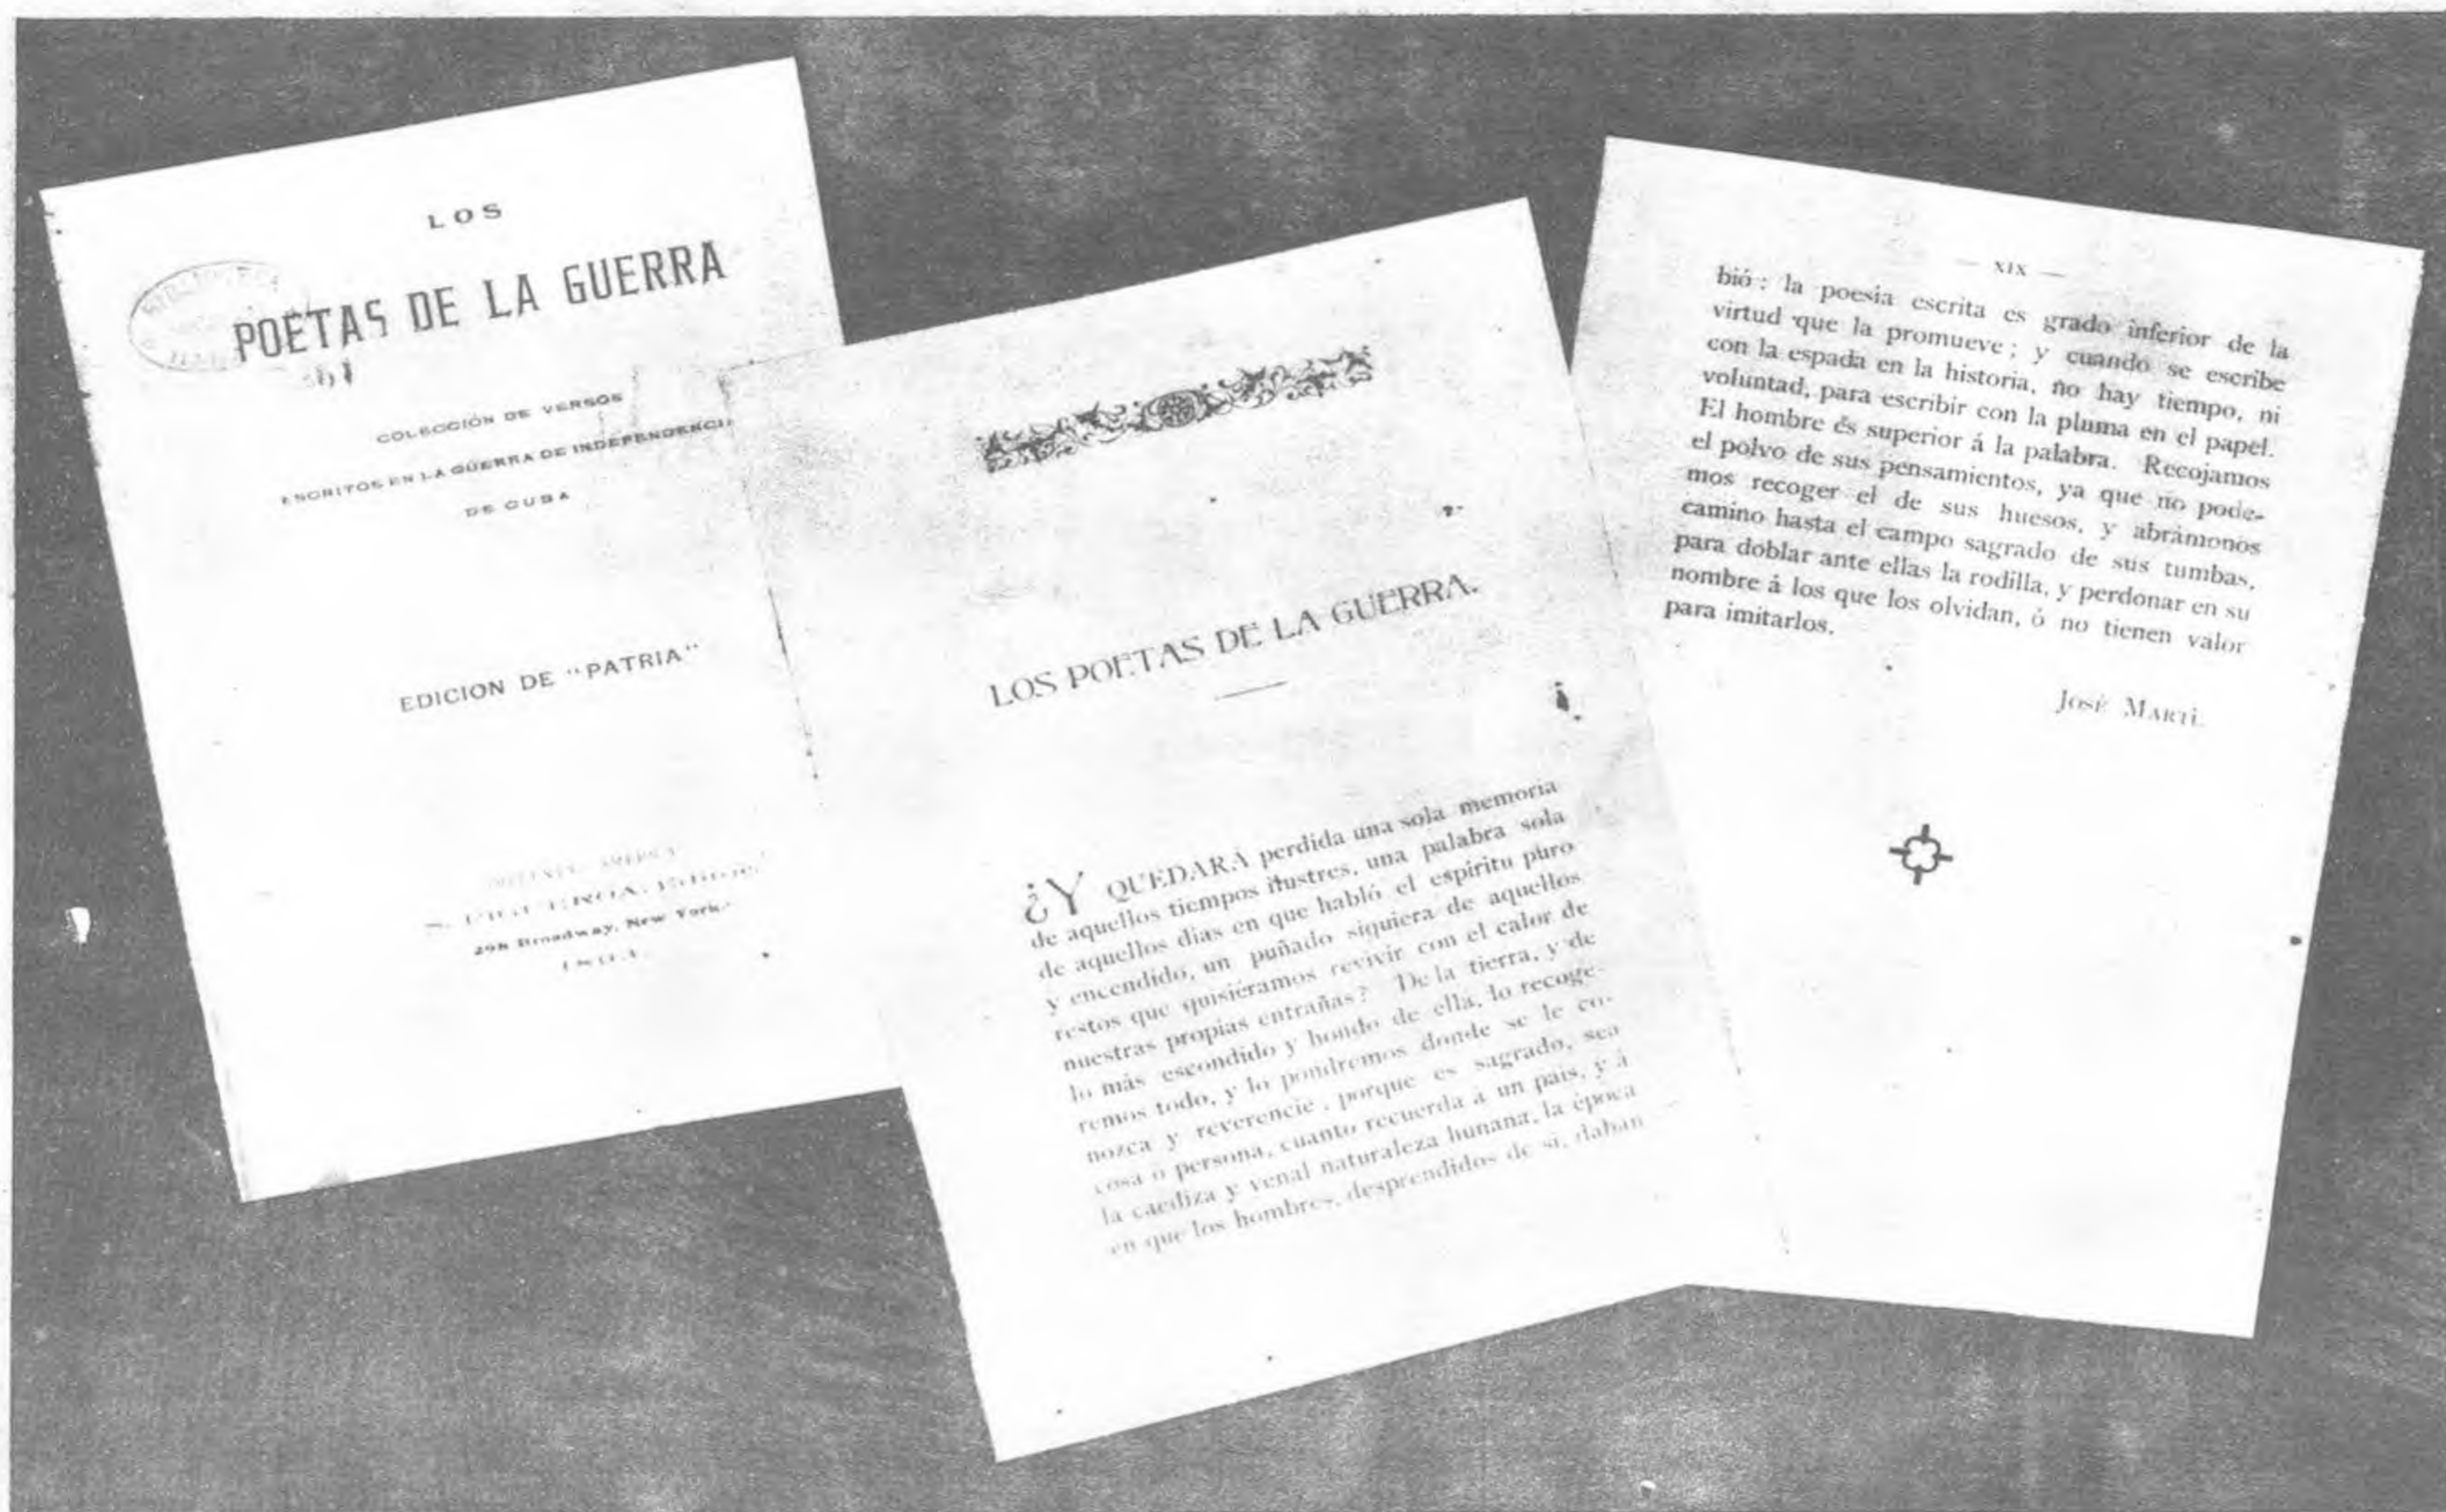 LOS
POETAS DE LA GUERRA
COLECCIÓN DE VERSOS
ESCRITOS EN LA GUERRA DE INDEPENDENCIA
DE CUBA
EDICION DE "PATRIA"
AMERICA
298 Broadway, New York.
LOS POETAS DE LA GUERRA.
¿Y QUEDARÁ perdida una sola memoria
de aquellos tiempos ilustres, una palabra sola
de aquellos dias en que habló el espíritu puro
y encendido, un puñado siquiera de aquellos
restos que quisiéramos revivir con el calor de
nuestras propias entrañas? De la tierra, y de
lo más escondido y hondo de ella, lo recoge-
remos todo, y lo pondremos donde se le co-
nozca y reverencie, porque es sagrado, sea
cosa o persona, cuanto recuerda á un país, y á
la caediza y venal naturaleza humana, la época
en que los hombres, desprendidos de sí, daban
— XIX —
bió; la poesía escrita es grado inferior de la
virtud que la promueve; y cuando se escribe
con la espada en la historia, no hay tiempo, ni
voluntad, para escribir con la pluma en el papel.
El hombre és superior á la palabra. Recojamos
el polvo de sus pensamientos, ya que no pode-
mos recoger el de sus huesos, y abrámonos
camino hasta el campo sagrado de sus tumbas,
para doblar ante ellas la rodilla, y perdonar en su
nombre á los que los olvidan, ó no tienen valor
para imitarlos.
JOSÉ MARTÍ.